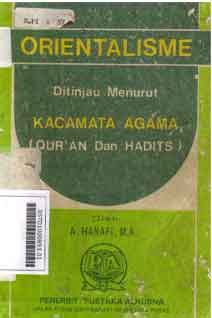 ORIENTALISME
Ditinjau Menurut
KACAMATA AGAMA
(QUR'AN Dan HADITS)
Oleh:
A. HANAFI, M.A.
PENERBIT: PUSTAKA ALHUSNA